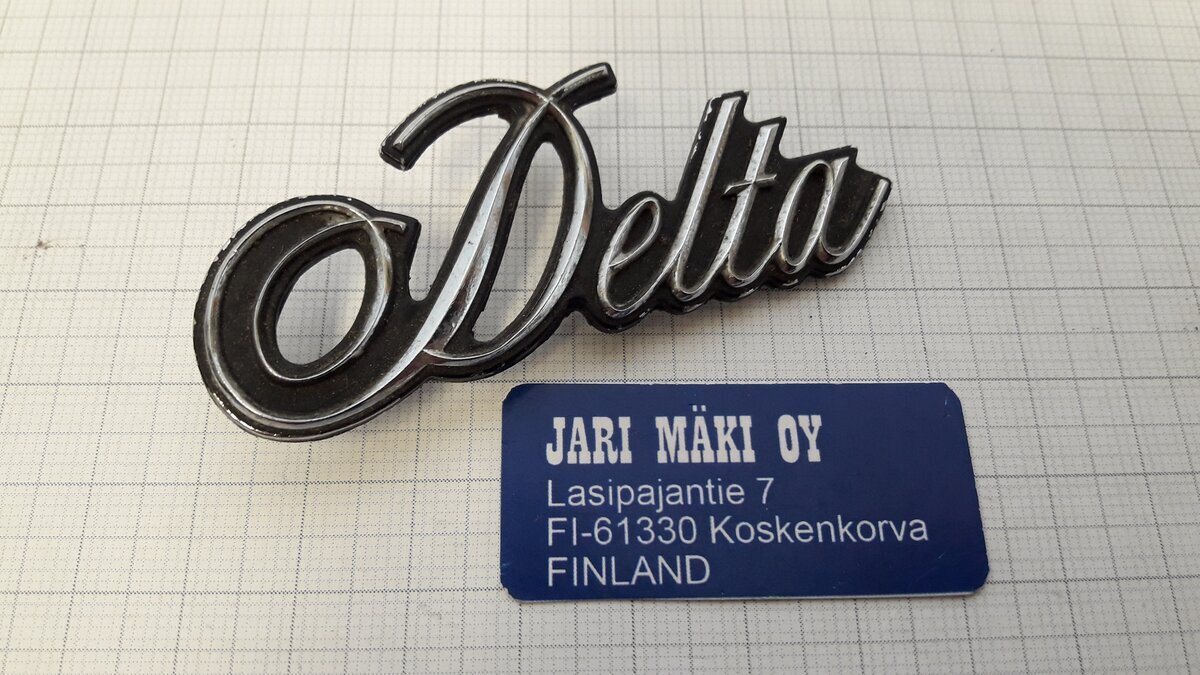 Delta
JARI MÄKI OY
Lasipajantie 7
FI-61330 Koskenkorva
FINLAND